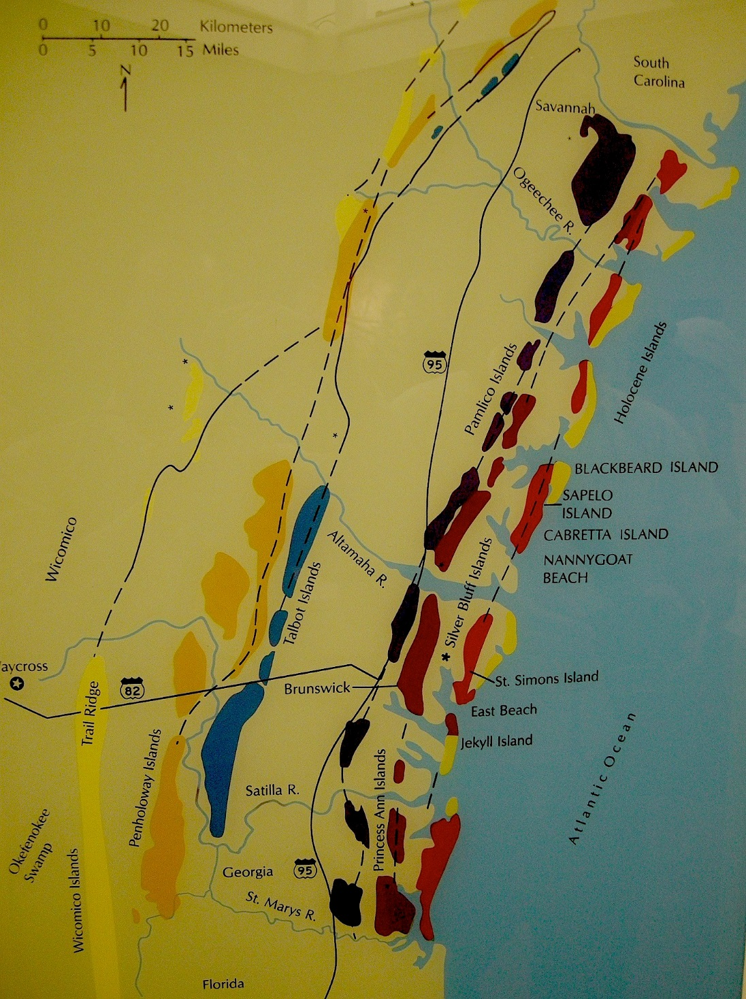 0 10 20 Kilometers
0 5 10 15 Miles
N
South
Carolina
Savannah
Ogeechee R.
95
Pamlico Islands
Holocene Islands
BLACKBEARD ISLAND
SAPELO
ISLAND
CABRETTA ISLAND
NANNYGOAT
BEACH
Wicomico
Altamaha R.
Silver Bluff Islands
Talbot Islands
aycross
82
Trail Ridge
Brunswick
St. Simons Island
East Beach
Jekyll Island
Atlantic Ocean
Penholoway Islands
Satilla R.
Princess Ann Islands
Okefenokee
Swamp
Wicomico Islands
Georgia
95
St. Marys R.
Florida